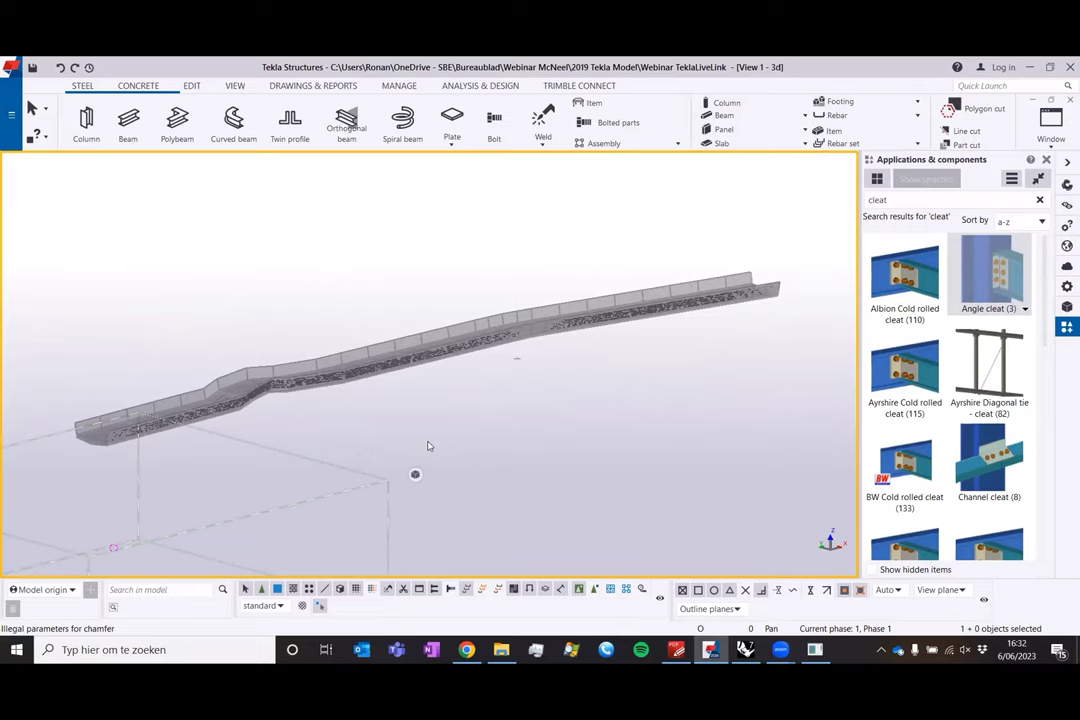 Tekla Structures - C:\Users\Ronan\OneDrive - SBE\Bureaublad\Webinar McNeel\2019 Tekla Model\Webinar TeklaLiveLink - [View 1 - 3d]
Log in
STEEL CONCRETE EDIT VIEW DRAWINGS & REPORTS MANAGE ANALYSIS & DESIGN TRIMBLE CONNECT
Quick Launch
Column
Beam
Polybeam
Curved beam
Twin profile
Orthogonal
beam
Spiral beam
Plate
Bolt
Weld
Item
Bolted parts
Assembly
Column
Beam
Panel
Slab
Footing
Rebar
Item
Rebar set
Polygon cut
Line cut
Part cut
Window
Applications & components
Show selected
cleat
Search results for 'cleat'
Sort by
a-z
Albion Cold rolled
cleat (110)
Angle cleat (3)
Ayrshire Cold rolled
cleat (115)
Ayrshire Diagonal tie
- cleat (82)
BW
BW Cold rolled cleat
(133)
Channel cleat (8)
Show hidden items
z
y
x
Model origin
Search in model
standard
Auto
View plane
Outline planes
Illegal parameters for chamfer
O 0 Pan Current phase: 1, Phase 1 1 + 0 objects selected
Typ hier om te zoeken
16:32
6/06/2023
15